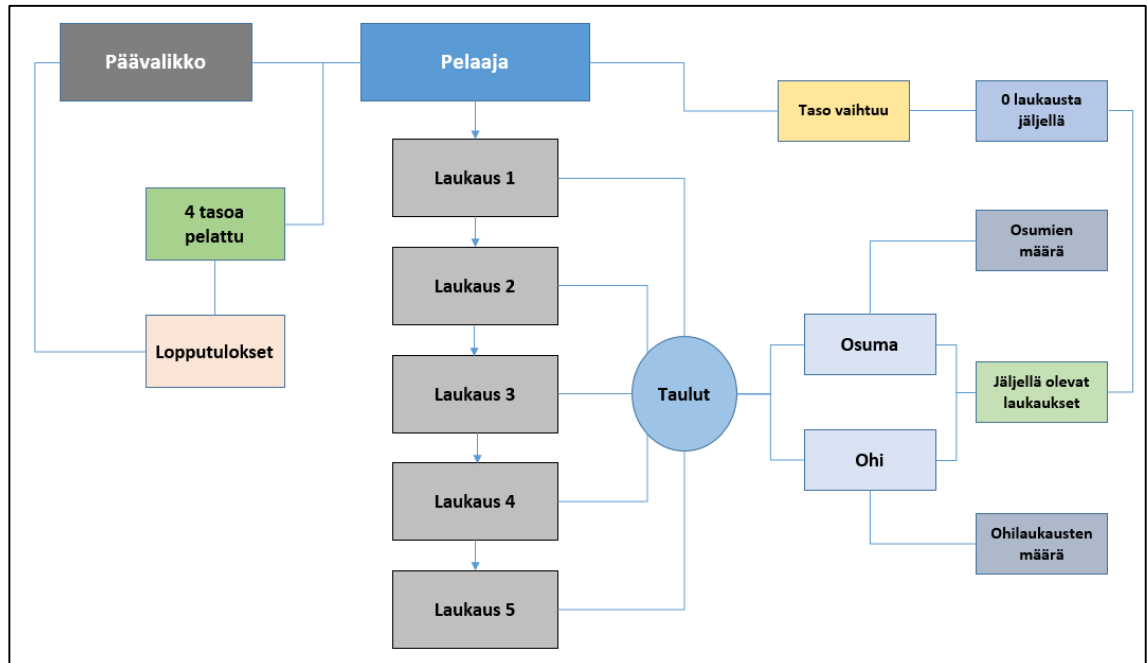 Päävalikko
Pelaaja
Taso vaihtuu
0 laukausta
jäljellä
Laukaus 1
4 tasoa
pelattu
Osumien
määrä
Laukaus 2
Lopputulokset
Osuma
Laukaus 3
Taulut
Jäljellä olevat
laukaukset
Ohi
Laukaus 4
Ohilaukausten
määrä
Laukaus 5